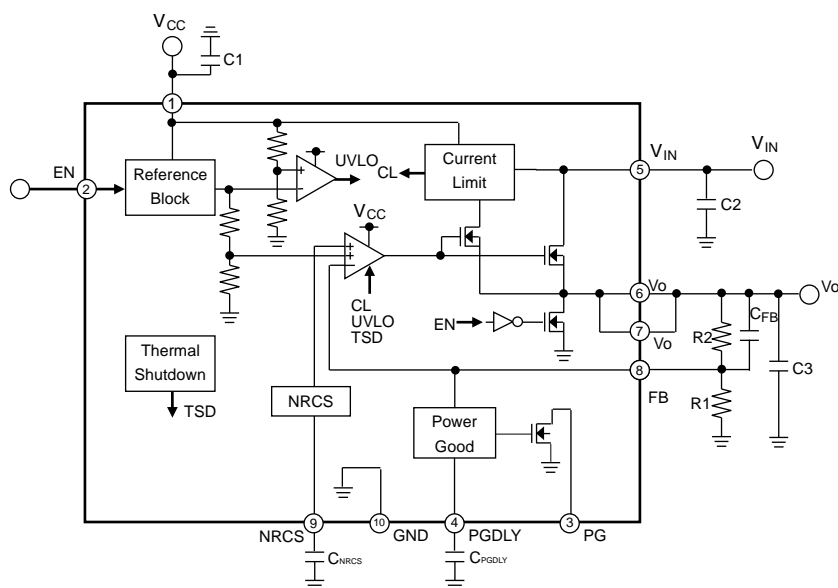 VCC
C1
1
EN
2
Reference
Block
+
−
UVLO
CL
Current
Limit
VIN
5
VIN
C2
VCC
+
+
−
CL
UVLO
TSD
EN
Vo
6
7
Vo
Vo
R2
CFB
C3
8
FB
R1
Thermal
Shutdown
TSD
NRCS
Power
Good
NRCS
9
10
GND
4
PGDLY
3
PG
CNRCS
CPGDLY